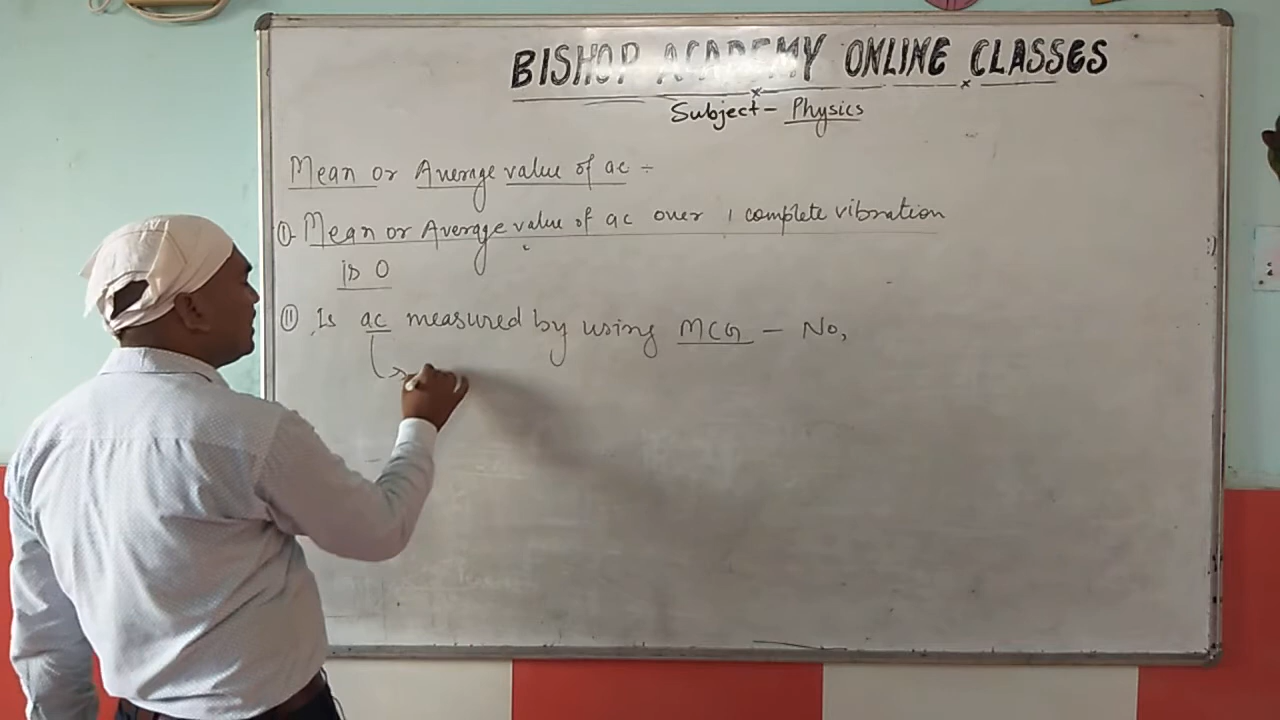 BISHOP ACADEMY ONLINE CLASSES
Subject - Physics
Mean or Average value of ac ÷
(I) Mean or Average value of ac over 1 complete vibration
is 0
(II) Is ac measured by using MCG — No,